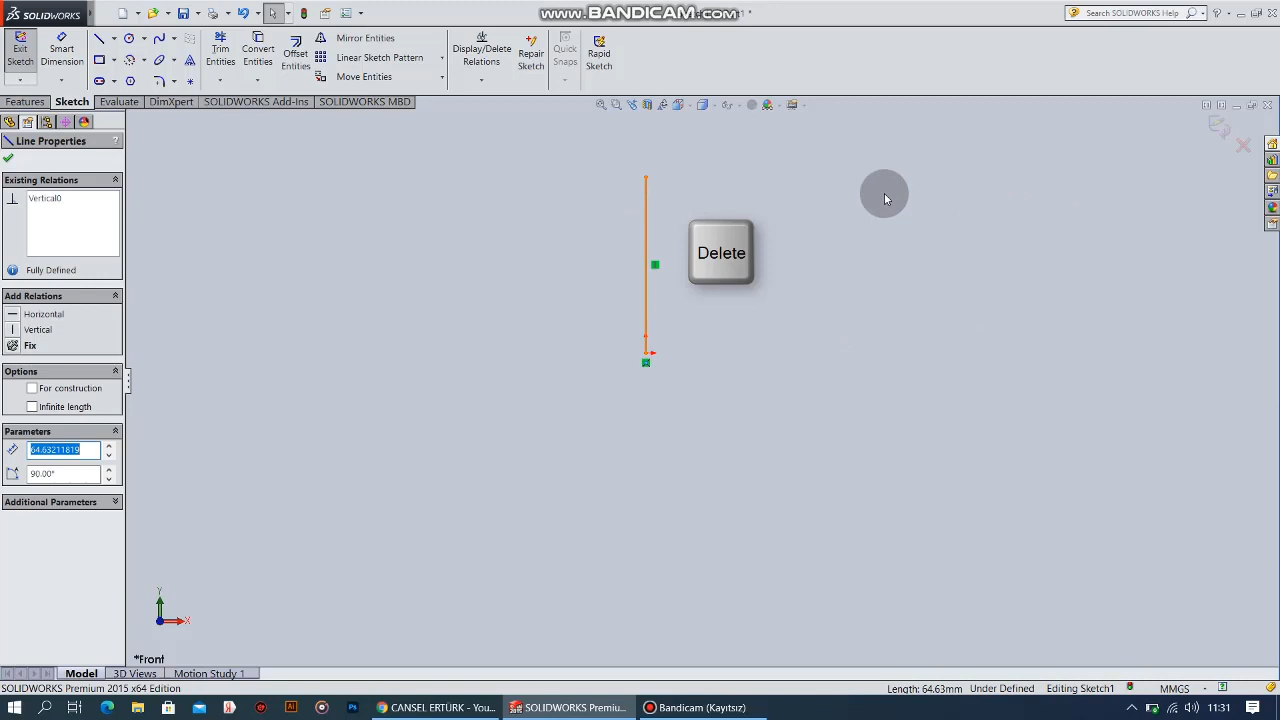 SOLIDWORKS
www.BANDICAM.com
Search SOLIDWORKS Help
Exit Sketch
Smart Dimension
Trim Entities
Convert Entities
Offset Entities
Mirror Entities
Linear Sketch Pattern
Move Entities
Display/Delete Relations
Repair Sketch
Quick Snaps
Rapid Sketch
Features
Sketch
Evaluate
DimXpert
SOLIDWORKS Add-Ins
SOLIDWORKS MBD
Line Properties
?
Existing Relations
Vertical0
Fully Defined
Add Relations
Horizontal
Vertical
Fix
Options
For construction
Infinite length
Parameters
64.63211819
90.00°
Additional Parameters
Delete
Y
X
*Front
Model
3D Views
Motion Study 1
SOLIDWORKS Premium 2015 x64 Edition
Length: 64.63mm
Under Defined
Editing Sketch1
MMGS
CANSEL ERTÜRK - You...
SOLIDWORKS Premiu...
Bandicam (Kayıtsız)
11:31